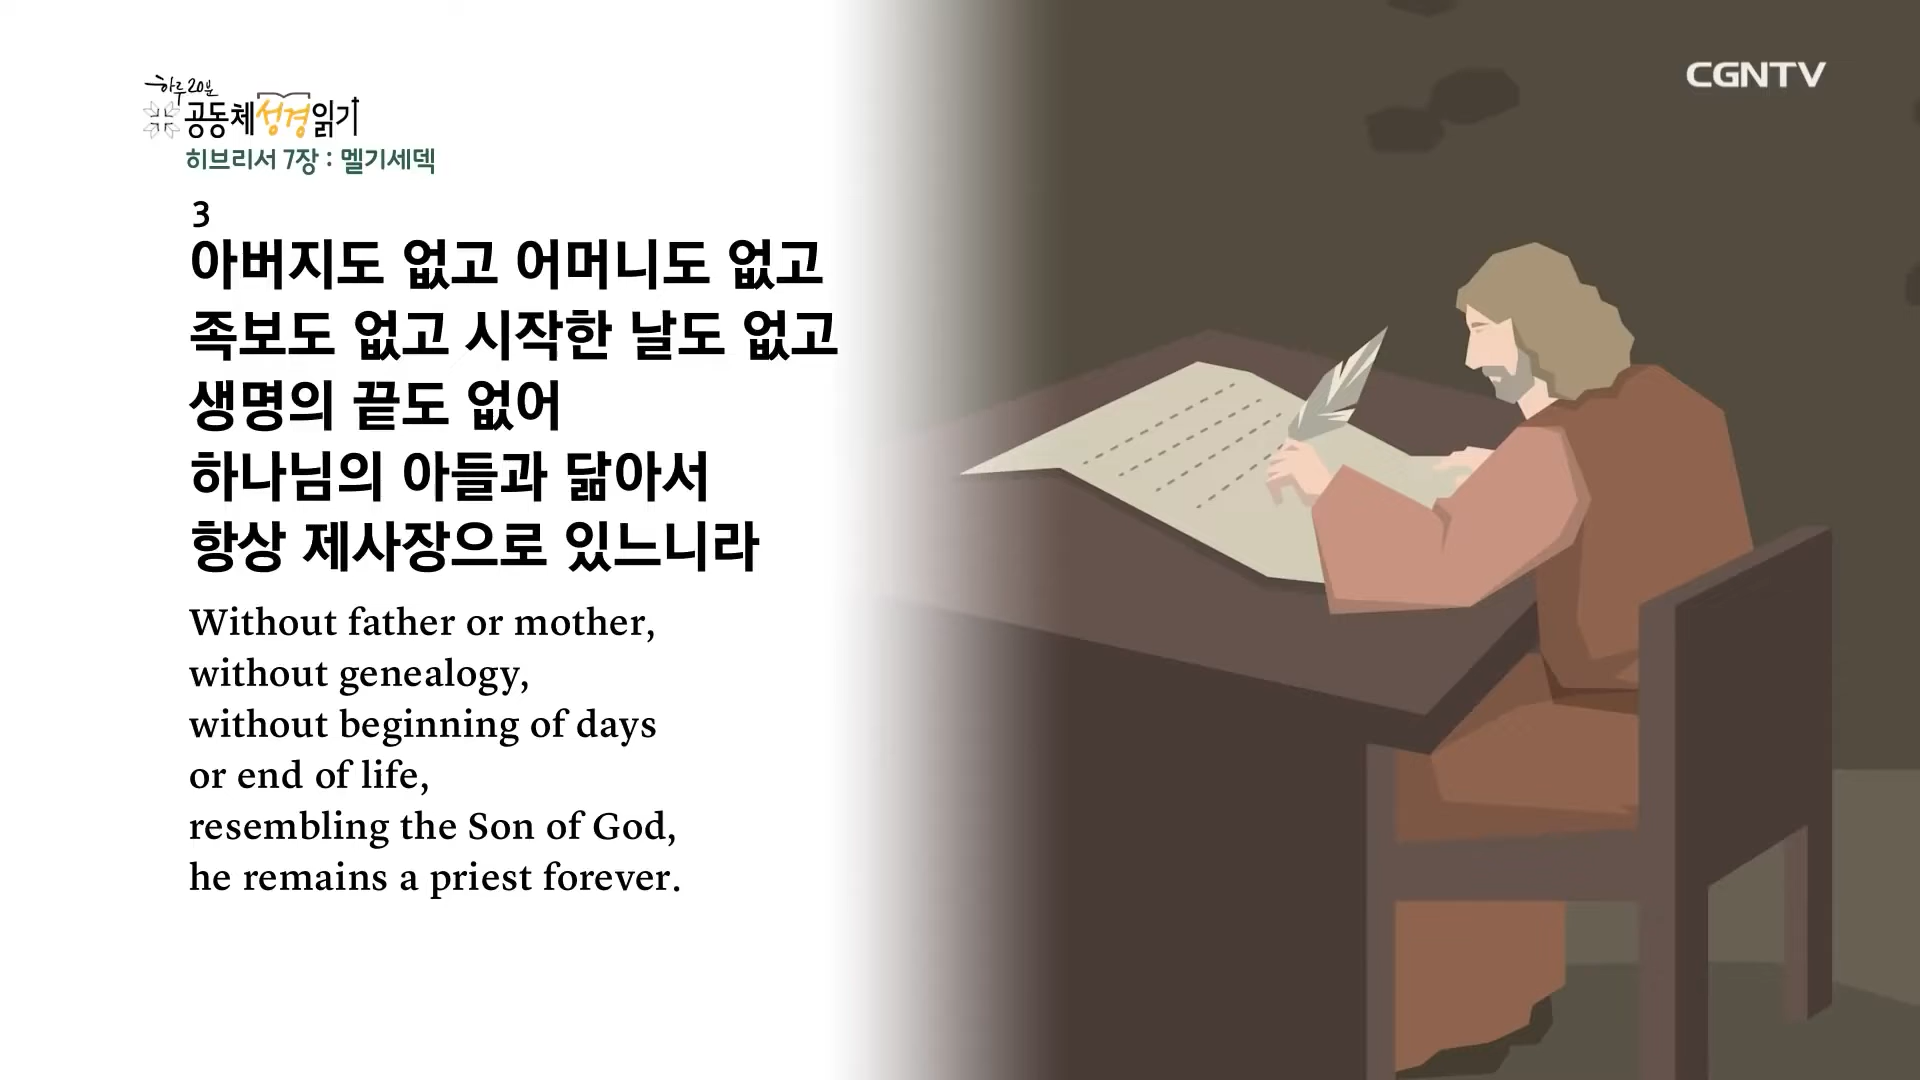 하루 20분
공동체성경읽기
CGNTV
히브리서 7장 : 멜기세덱
3
아버지도 없고 어머니도 없고
족보도 없고 시작한 날도 없고
생명의 끝도 없어
하나님의 아들과 닮아서
항상 제사장으로 있느니라
Without father or mother,
without genealogy,
without beginning of days
or end of life,
resembling the Son of God,
he remains a priest forever.